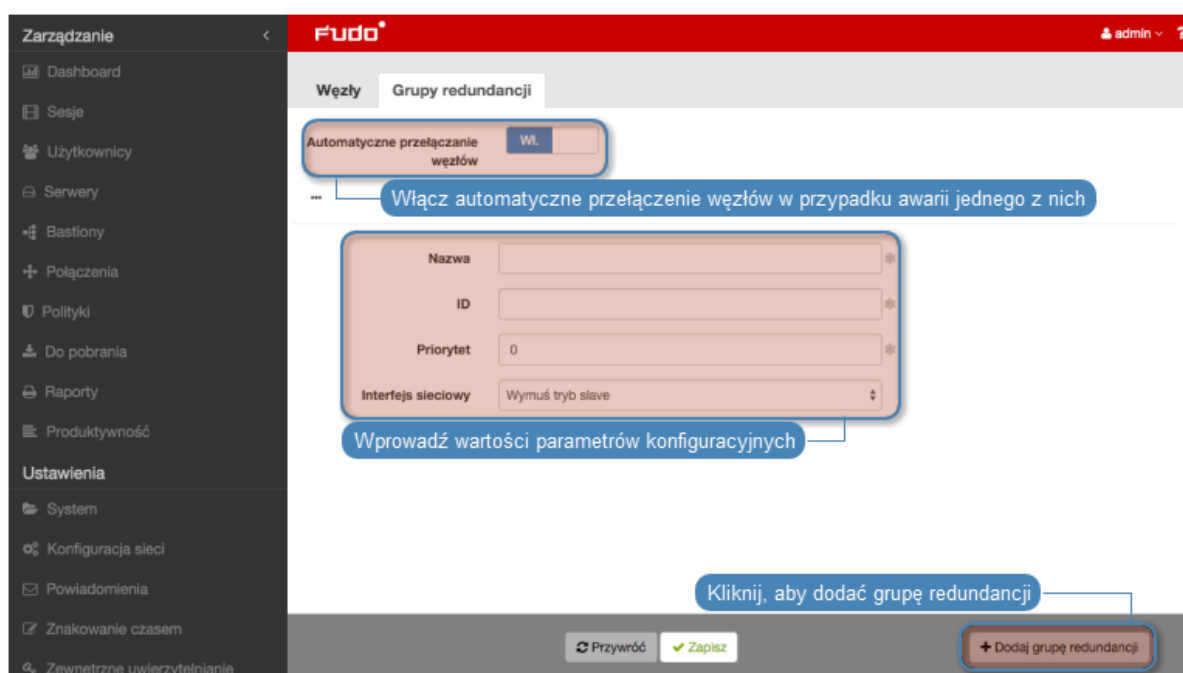 Zarządzanie
Dashboard
Sesje
Użytkownicy
Serwery
Bastiony
Połączenia
Polityki
Do pobrania
Raporty
Produktywność
Ustawienia
System
Konfiguracja sieci
Powiadomienia
Znakowanie czasem
Zewnętrzne uwierzytelnianie
FUDO
admin
?
Węzły
Grupy redundancji
Automatyczne przełączanie
węzłów
Wł.
Włącz automatyczne przełączenie węzłów w przypadku awarii jednego z nich
Nazwa
ID
Priorytet 0
Interfejs sieciowy Wymuś tryb slave
Wprowadź wartości parametrów konfiguracyjnych
Kliknij, aby dodać grupę redundancji
Przywróć
Zapisz
+ Dodaj grupę redundancji